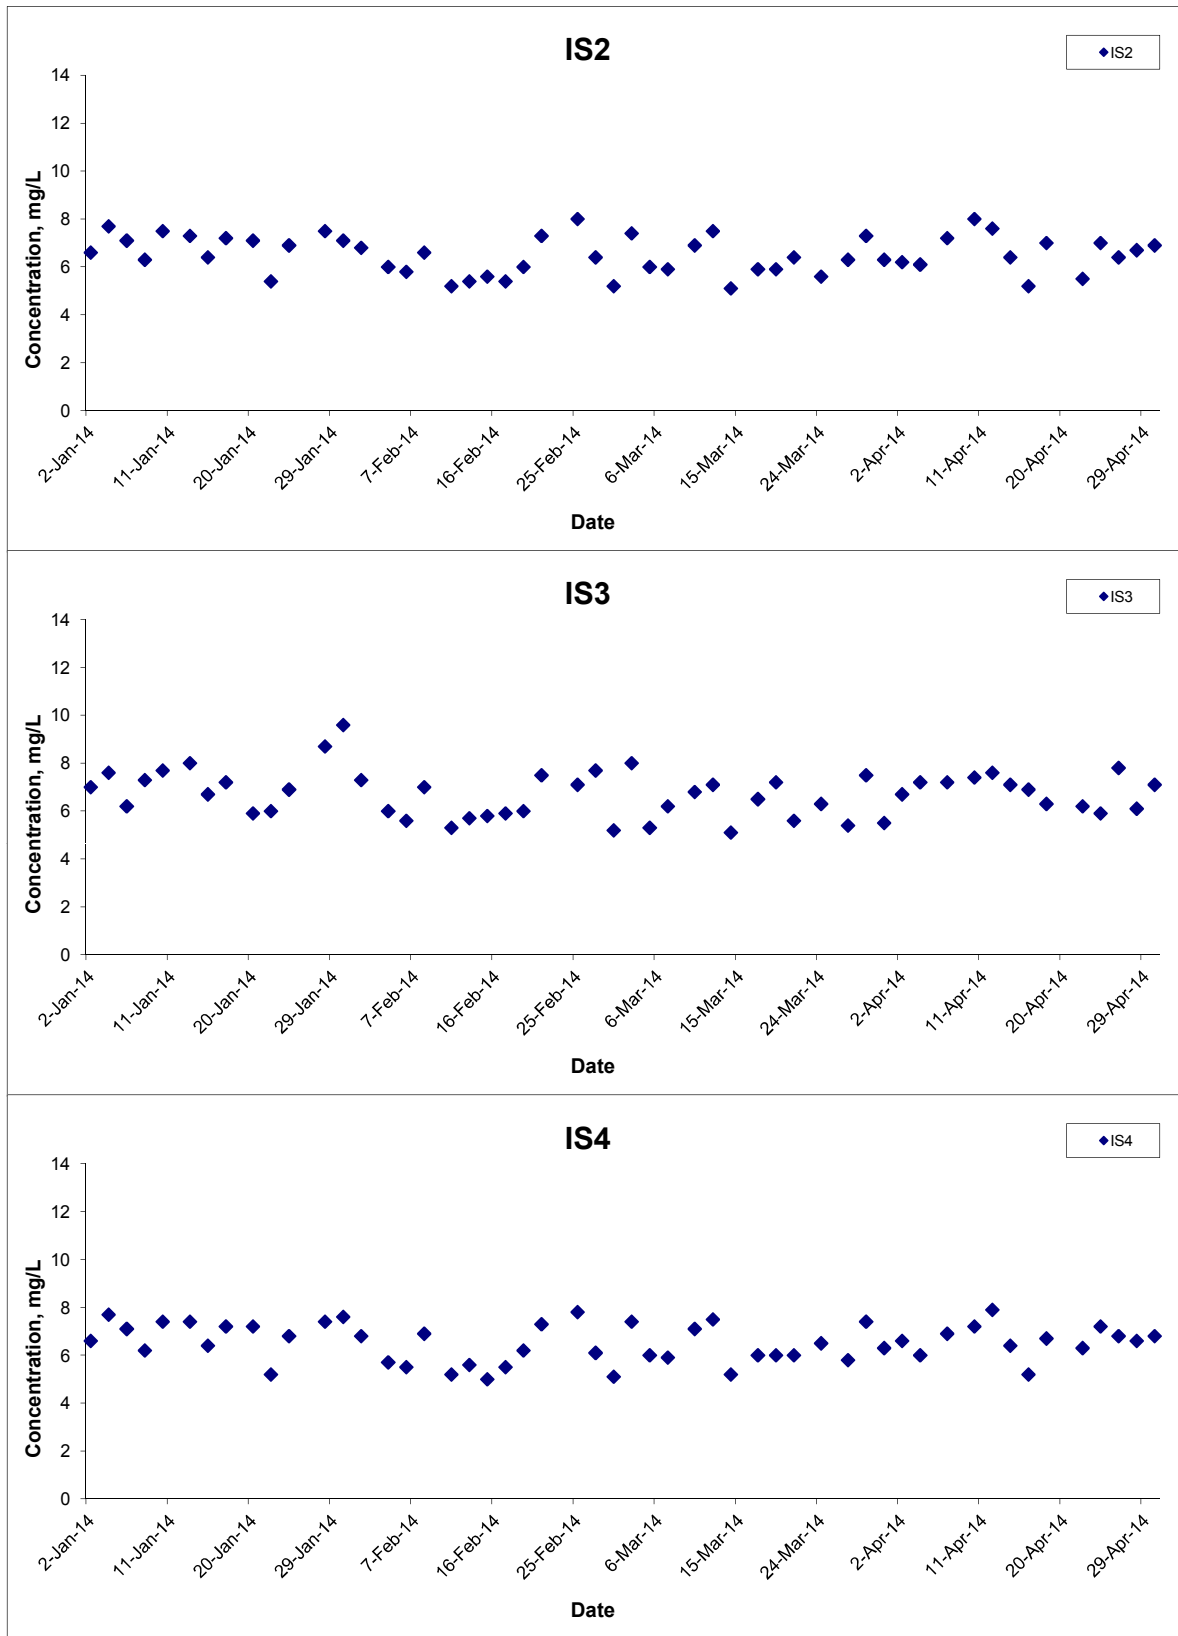 IS2
IS2
14
12
10
8
6
4
2
0
Concentration, mg/L
2-Jan-14
11-Jan-14
20-Jan-14
29-Jan-14
7-Feb-14
16-Feb-14
25-Feb-14
6-Mar-14
15-Mar-14
24-Mar-14
2-Apr-14
11-Apr-14
20-Apr-14
29-Apr-14
Date
IS3
IS3
14
12
10
8
6
4
2
0
Concentration, mg/L
2-Jan-14
11-Jan-14
20-Jan-14
29-Jan-14
7-Feb-14
16-Feb-14
25-Feb-14
6-Mar-14
15-Mar-14
24-Mar-14
2-Apr-14
11-Apr-14
20-Apr-14
29-Apr-14
Date
IS4
IS4
14
12
10
8
6
4
2
0
Concentration, mg/L
2-Jan-14
11-Jan-14
20-Jan-14
29-Jan-14
7-Feb-14
16-Feb-14
25-Feb-14
6-Mar-14
15-Mar-14
24-Mar-14
2-Apr-14
11-Apr-14
20-Apr-14
29-Apr-14
Date